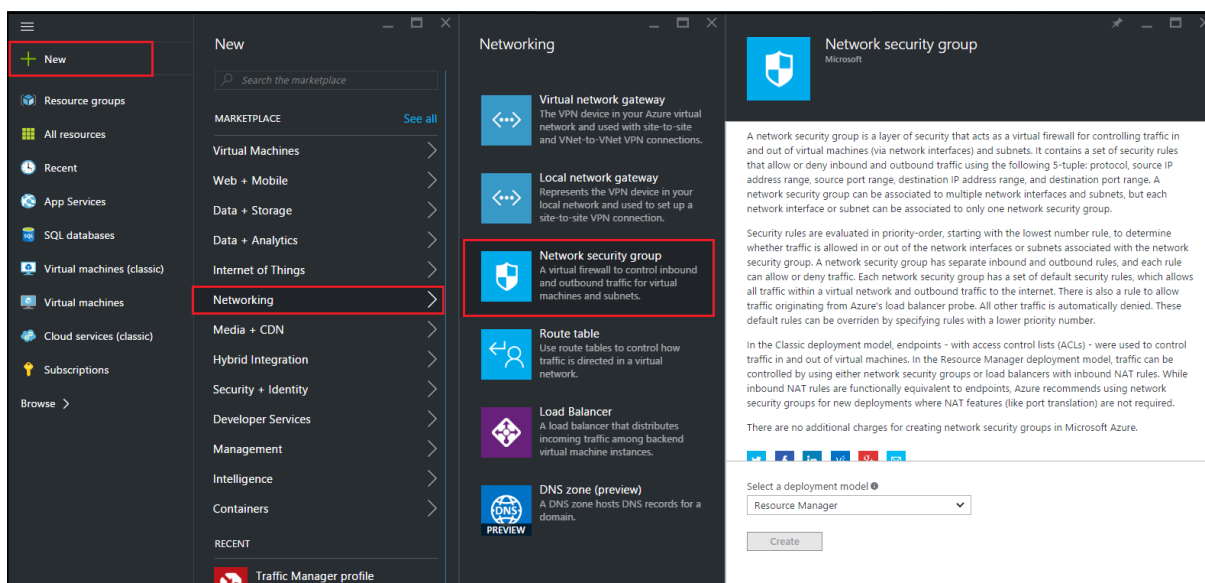 New
Resource groups
All resources
Recent
App Services
SQL databases
Virtual machines (classic)
Virtual machines
Cloud services (classic)
Subscriptions
Browse >
New
Search the marketplace
MARKETPLACE See all
Virtual Machines
Web + Mobile
Data + Storage
Data + Analytics
Internet of Things
Networking
Media + CDN
Hybrid Integration
Security + Identity
Developer Services
Management
Intelligence
Containers
RECENT
Traffic Manager profile
Networking
Virtual network gateway
The VPN device in your Azure virtual
network and used with site-to-site
and VNet-to-VNet VPN connections.
Local network gateway
Represents the VPN device in your
local network and used to set up a
site-to-site VPN connection.
Network security group
A virtual firewall to control inbound
and outbound traffic for virtual
machines and subnets.
Route table
Use route tables to control how
traffic is directed in a virtual
network.
Load Balancer
A load balancer that distributes
incoming traffic among backend
virtual machine instances.
DNS zone (preview)
A DNS zone hosts DNS records for a
domain.
DNS
PREVIEW
Network security group
Microsoft
A network security group is a layer of security that acts as a virtual firewall for controlling traffic in
and out of virtual machines (via network interfaces) and subnets. It contains a set of security rules
that allow or deny inbound and outbound traffic using the following 5-tuple: protocol, source IP
address range, source port range, destination IP address range, and destination port range. A
network security group can be associated to multiple network interfaces and subnets, but each
network interface or subnet can be associated to only one network security group.
Security rules are evaluated in priority-order, starting with the lowest number rule, to determine
whether traffic is allowed in or out of the network interfaces or subnets associated with the network
security group. A network security group has separate inbound and outbound rules, and each rule
can allow or deny traffic. Each network security group has a set of default security rules, which allows
all traffic within a virtual network and outbound traffic to the internet. There is also a rule to allow
traffic originating from Azure's load balancer probe. All other traffic is automatically denied. These
default rules can be overriden by specifying rules with a lower priority number.
In the Classic deployment model, endpoints - with access control lists (ACLs) - were used to control
traffic in and out of virtual machines. In the Resource Manager deployment model, traffic can be
controlled by using either network security groups or load balancers with inbound NAT rules. While
inbound NAT rules are functionally equivalent to endpoints, Azure recommends using network
security groups for new deployments where NAT features (like port translation) are not required.
There are no additional charges for creating network security groups in Microsoft Azure.
Select a deployment model
Resource Manager
Create